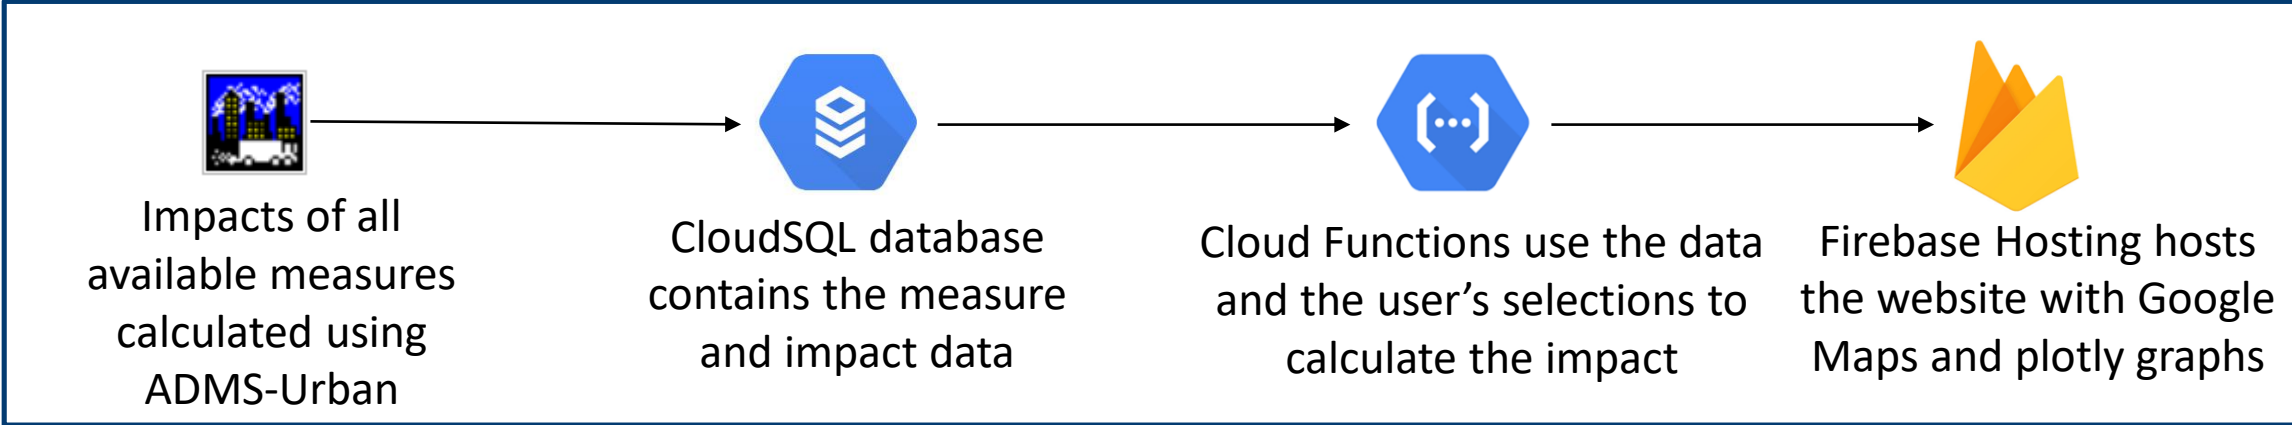 Impacts of all
available measures
calculated using
ADMS-Urban
CloudSQL database
contains the measure
and impact data
Cloud Functions use the data
and the user’s selections to
calculate the impact
Firebase Hosting hosts
the website with Google
Maps and plotly graphs